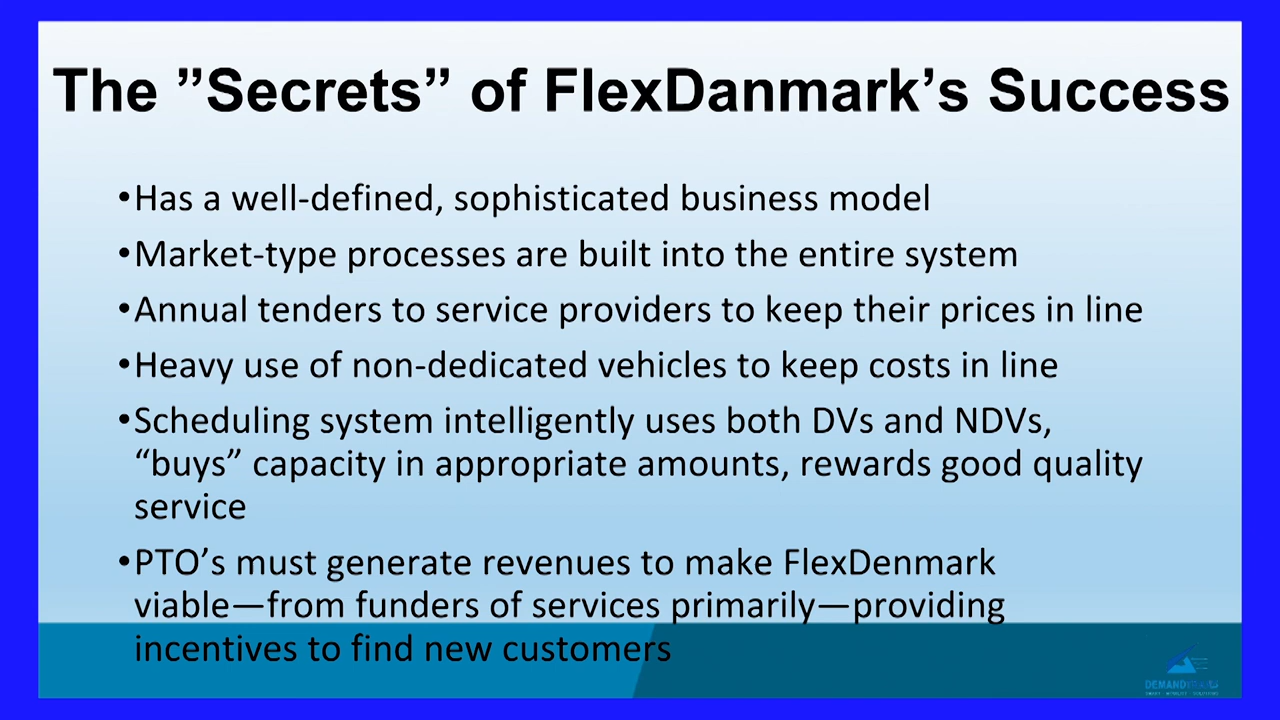 The ”Secrets” of FlexDanmark’s Success
•Has a well-defined, sophisticated business model
•Market-type processes are built into the entire system
•Annual tenders to service providers to keep their prices in line
•Heavy use of non-dedicated vehicles to keep costs in line
•Scheduling system intelligently uses both DVs and NDVs,
“buys” capacity in appropriate amounts, rewards good quality
service
•PTO’s must generate revenues to make FlexDenmark
viable—from funders of services primarily—providing
incentives to find new customers